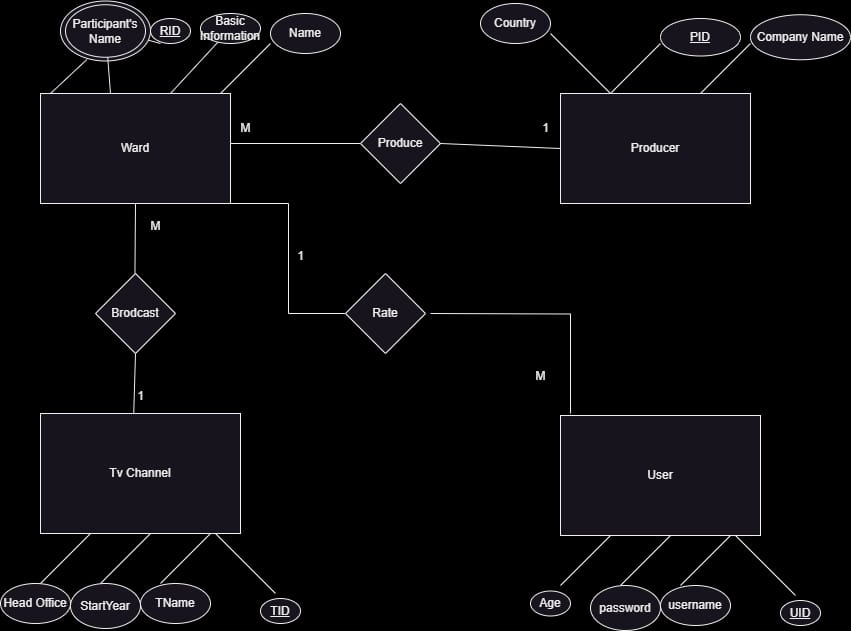 Participant's
Name
RID
Basic
Information
Name
Country
PID
Company Name
Ward
M
Produce
1
Producer
M
1
Brodcast
Rate
M
1
Tv Channel
User
Head Office
StartYear
TName
TID
Age
password
username
UID